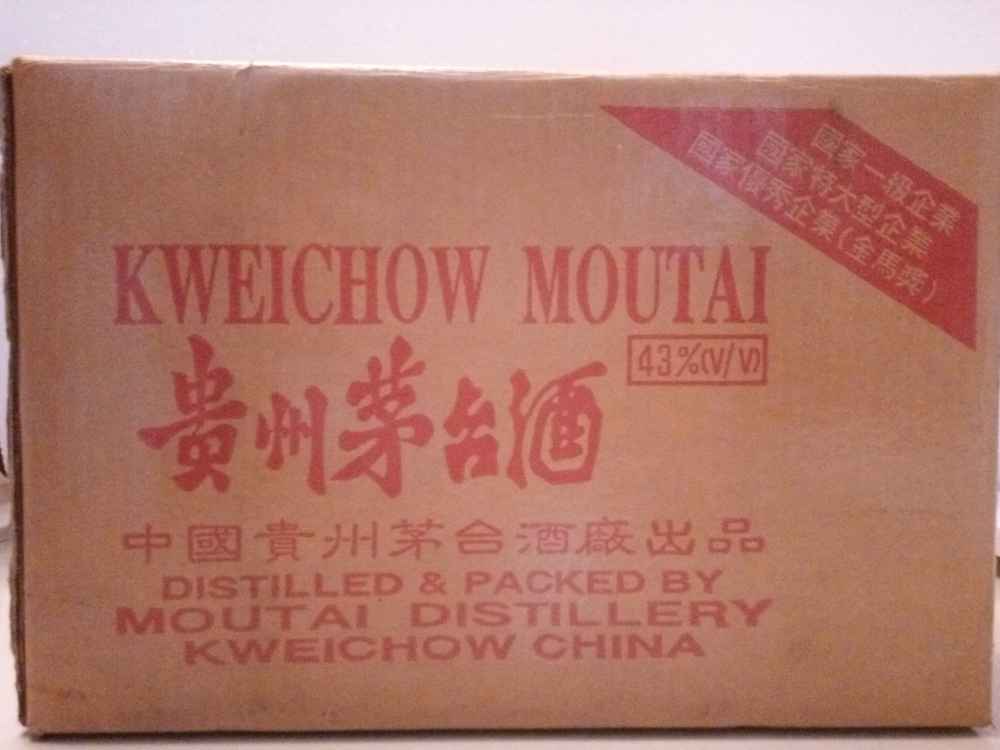 國家一級企業
國家特大型企業
國家優秀企業(金馬獎)
KWEICHOW MOUTAI
43%(V/V)
貴州茅台酒
中國貴州茅台酒廠出品
DISTILLED & PACKED BY
MOUTAI DISTILLERY
KWEICHOW CHINA